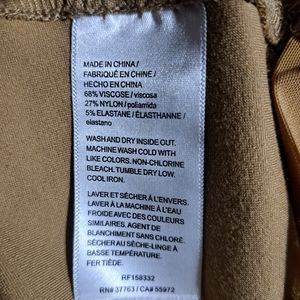 MADE IN CHINA/
FABRIQUÉ EN CHINE/
HECHO EN CHINA
68% VISCOSE / viscosa
27% NYLON / poliamida
5% ELASTANE / ÉLASTHANNE /
elastano
WASH AND DRY INSIDE OUT.
MACHINE WASH COLD WITH
LIKE COLORS. NON-CHLORINE
BLEACH. TUMBLE DRY LOW.
COOL IRON.
LAVER ET SÉCHER À L'ENVERS.
LAVER À LA MACHINE À L'EAU
FROIDE AVEC DES COULEURS
SIMILAIRES. AGENT DE
BLANCHIMENT SANS CHLORE.
SÉCHER AU SÈCHE-LINGE À
BASSE TEMPÉRATURE.
FER TIÈDE.
RF158332
RN# 37763 / CA# 55972